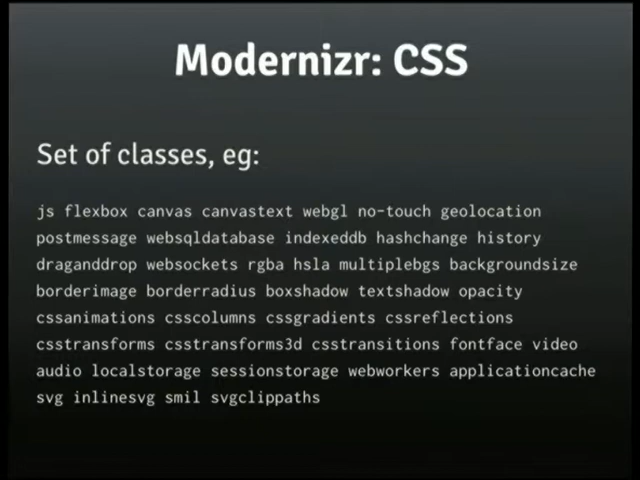 Modernizr: CSS
Set of classes, eg:
js flexbox canvas canvastext webgl no-touch geolocation
postmessage websqldatabase indexeddb hashchange history
draganddrop websockets rgba hsla multiplebgs backgroundsize
borderimage borderradius boxshadow textshadow opacity
cssanimations csscolumns cssgradients cssreflections
csstransforms csstransforms3d csstransitions fontface video
audio localstorage sessionstorage webworkers applicationcache
svg inlinesvg smil svgclippaths